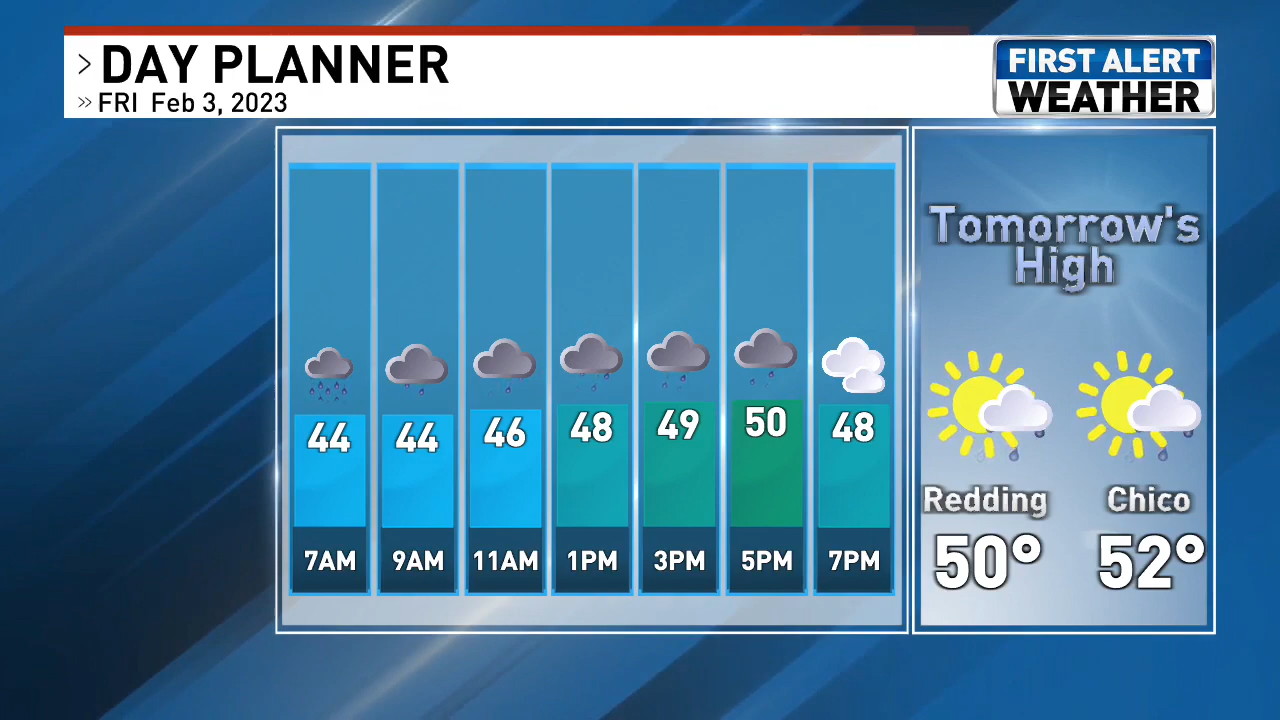 > DAY PLANNER
>> FRI Feb 3, 2023
FIRST ALERT
WEATHER
44 44 46 48 49 50 48
7AM 9AM 11AM 1PM 3PM 5PM 7PM
Tomorrow's
High
Redding Chico
50° 52°